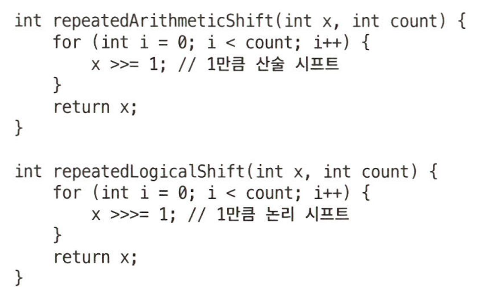 int repeatedArithmeticShift(int x, int count) {
    for (int i = 0; i < count; i++) {
        x >>= 1; // 1만큼 산술 시프트
    }
    return x;
}

int repeatedLogicalShift(int x, int count) {
    for (int i = 0; i < count; i++) {
        x >>>= 1; // 1만큼 논리 시프트
    }
    return x;
}